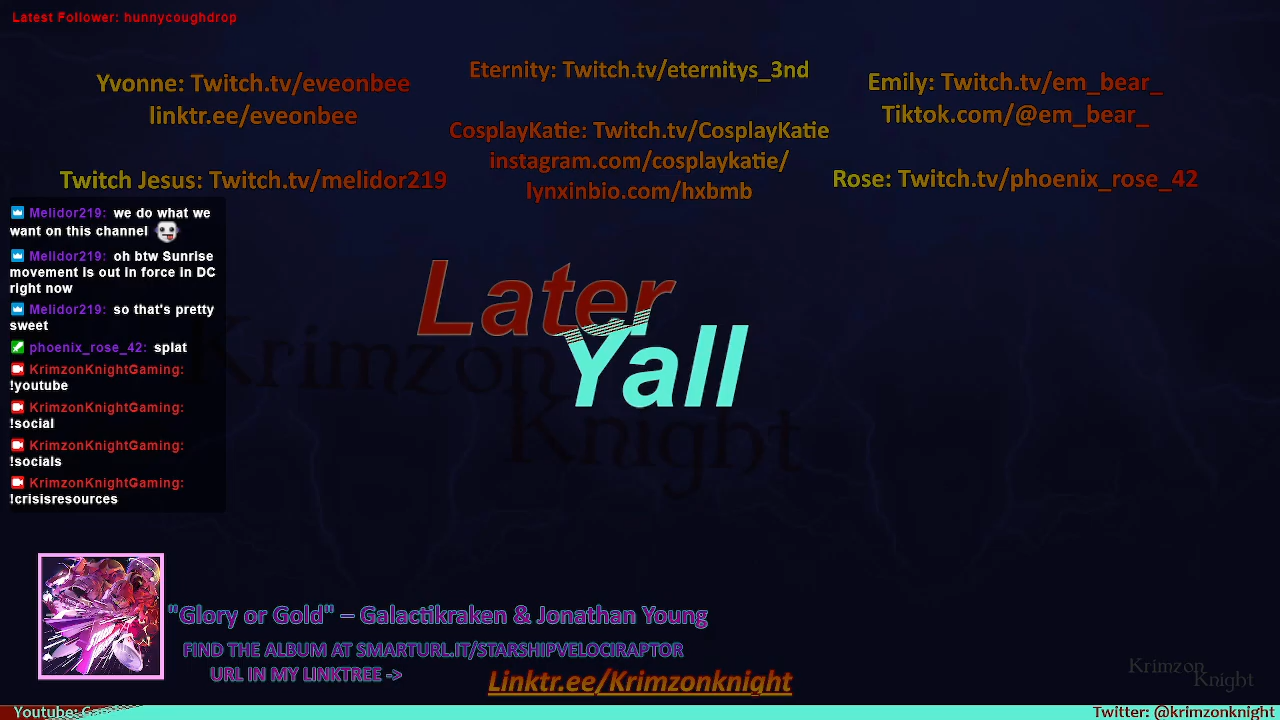 Latest Follower: hunnycoughdrop
Yvonne: Twitch.tv/eveonbee
linktr.ee/eveonbee
Eternity: Twitch.tv/eternitys_3nd
Emily: Twitch.tv/em_bear_
Tiktok.com/@em_bear_
CosplayKatie: Twitch.tv/CosplayKatie
instagram.com/cosplaykatie/
lynxinbio.com/hxbmb
Twitch Jesus: Twitch.tv/melidor219
Rose: Twitch.tv/phoenix_rose_42
Melidor219: we do what we
want on this channel
Melidor219: oh btw Sunrise
movement is out in force in DC
right now
Melidor219: so that's pretty
sweet
phoenix_rose_42: splat
KrimzonKnightGaming:
!youtube
KrimzonKnightGaming:
!social
KrimzonKnightGaming:
!socials
KrimzonKnightGaming:
!crisisresources
Later
Yall
Krimzon
Knight
"Glory or Gold" – Galactikraken & Jonathan Young
FIND THE ALBUM AT SMARTURL.IT/STARSHIPVELOCIRAPTOR
URL IN MY LINKTREE ->
Linktr.ee/Krimzonknight
Krimzon
Knight
Youtube:
Twitter: @krimzonknight